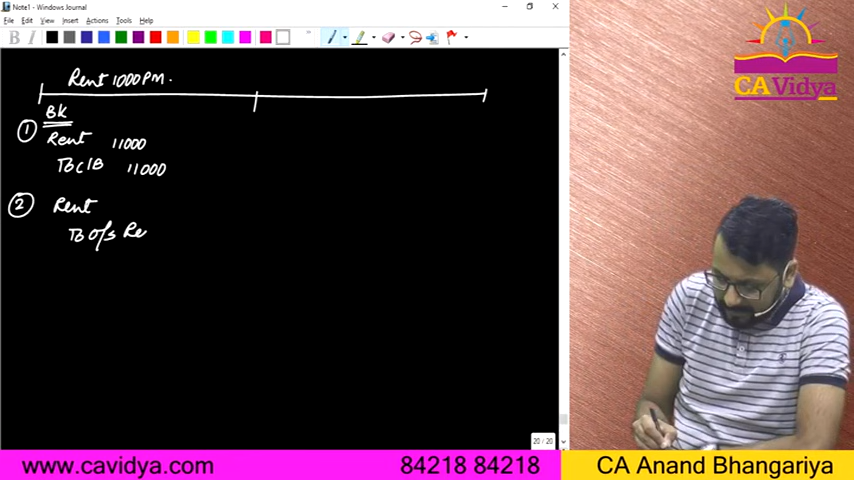 Note1 - Windows Journal
File Edit View Insert Actions Tools Help
B I
Rent 1000 PM.
Bk
① Rent 11000
To C/B 11000
② Rent
To O/s Re
20 / 20
CA Vidya
www.cavidya.com 84218 84218 CA Anand Bhangariya